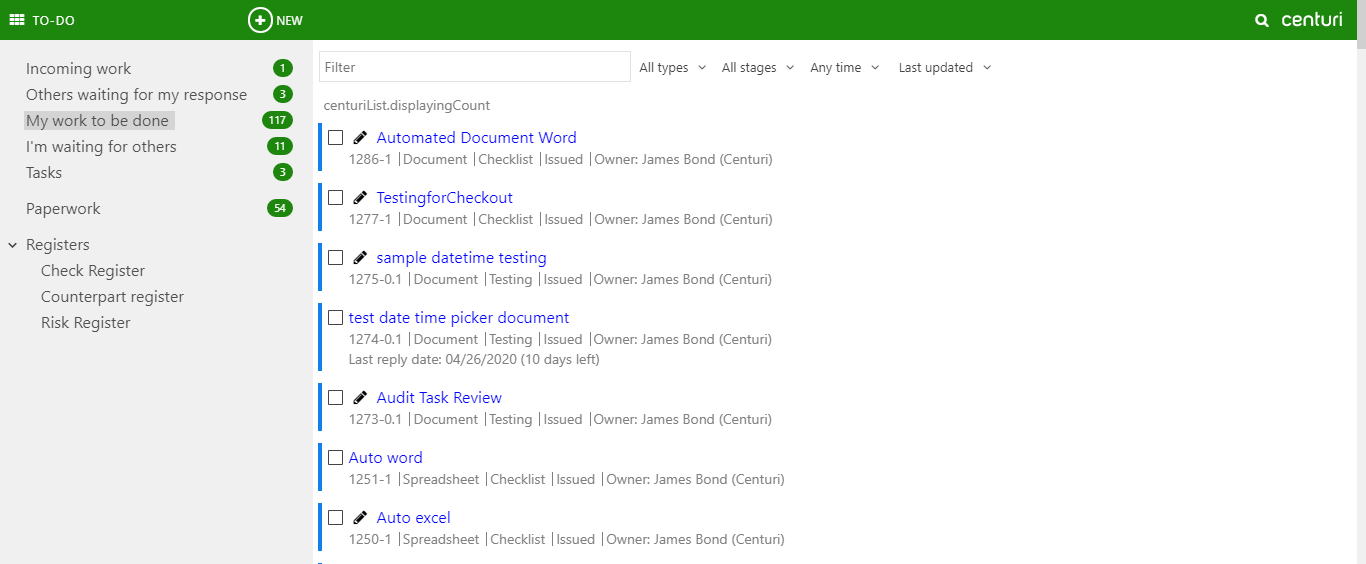 TO-DO
NEW
centuri
Incoming work 1
Others waiting for my response 3
My work to be done 117
I'm waiting for others 11
Tasks 3
Paperwork 54
Registers
Check Register
Counterpart register
Risk Register
Filter All types All stages Any time Last updated
centuriList.displayingCount
Automated Document Word
1286-1 |Document |Checklist |Issued |Owner: James Bond (Centuri)
TestingforCheckout
1277-1 |Document |Checklist |Issued |Owner: James Bond (Centuri)
sample datetime testing
1275-0.1 |Document |Testing |Issued |Owner: James Bond (Centuri)
test date time picker document
1274-0.1 |Document |Testing |Issued |Owner: James Bond (Centuri)
Last reply date: 04/26/2020 (10 days left)
Audit Task Review
1273-0.1 |Document |Testing |Issued |Owner: James Bond (Centuri)
Auto word
1251-1 |Spreadsheet |Checklist |Issued |Owner: James Bond (Centuri)
Auto excel
1250-1 |Spreadsheet |Checklist |Issued |Owner: James Bond (Centuri)